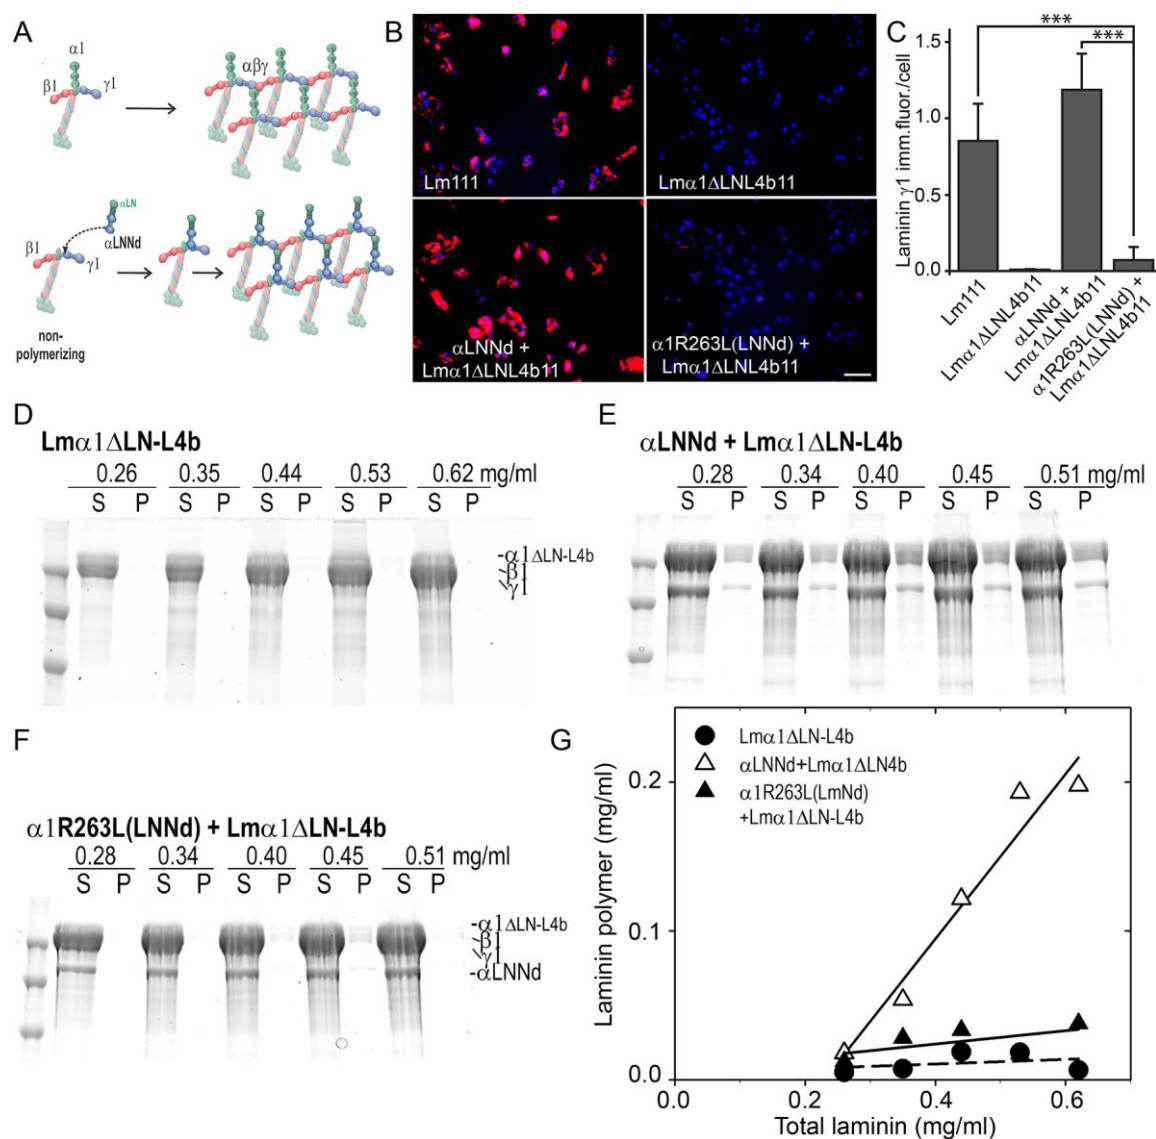 A
α1
β1
γ1
αβγ
αLN
αLNNd
β1
γ1
non-
polymerizing
B
Lm111
Lmα1ΔLNL4b11
αLNNd +
Lmα1ΔLNL4b11
α1R263L(LNNd) +
Lmα1ΔLNL4b11
C
***
***
Laminin γ1 imm.fluor./cell
1.5
1.0
0.5
0.0
Lm111
Lmα1ΔLNL4b11
αLNNd +
Lmα1ΔLNL4b11
α1R263L(LNNd) +
Lmα1ΔLNL4b11
D
Lmα1ΔLN-L4b
0.26 0.35 0.44 0.53 0.62 mg/ml
S P S P S P S P S P
-α1ΔLN-L4b
β1
γ1
E
αLNNd + Lmα1ΔLN-L4b
0.28 0.34 0.40 0.45 0.51 mg/ml
S P S P S P S P S P
F
α1R263L(LNNd) + Lmα1ΔLN-L4b
0.28 0.34 0.40 0.45 0.51 mg/ml
S P S P S P S P S P
-α1ΔLN-L4b
β1
γ1
-αLNNd
G
Lmα1ΔLN-L4b
αLNNd+Lmα1ΔLN4b
α1R263L(LmNd)
+Lmα1ΔLN-L4b
Laminin polymer (mg/ml)
0.2
0.1
0.0
0.0 0.2 0.4 0.6
Total laminin (mg/ml)